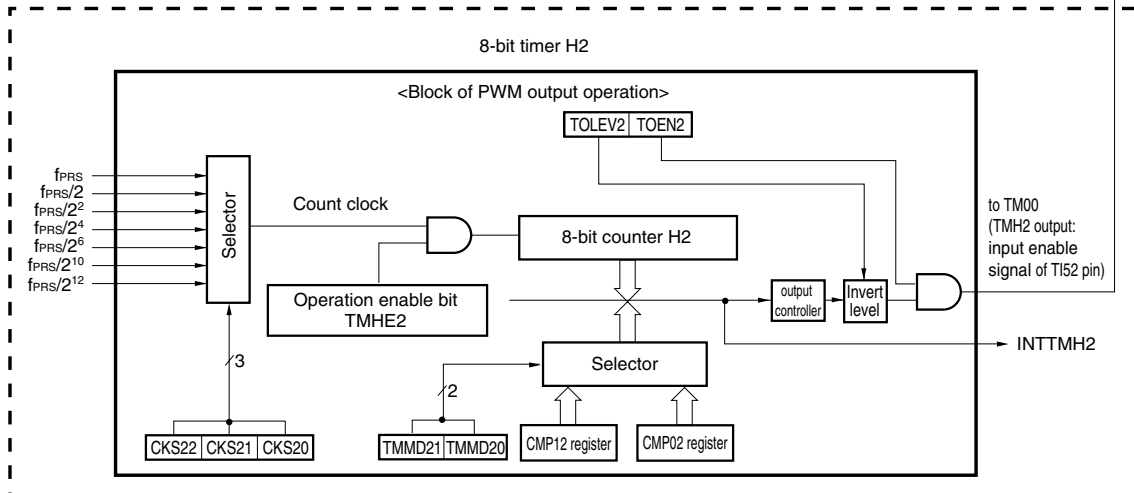 8-bit timer H2
<Block of PWM output operation>
TOLEV2 TOEN2
fPRS
fPRS/2
fPRS/2²
fPRS/2⁴
fPRS/2⁶
fPRS/2¹⁰
fPRS/2¹²
Selector
Count clock
8-bit counter H2
Operation enable bit
TMHE2
output
controller
Invert
level
to TM00
(TMH2 output:
input enable
signal of TI52 pin)
INTTMH2
Selector
3
2
CKS22 CKS21 CKS20
TMMD21 TMMD20
CMP12 register
CMP02 register